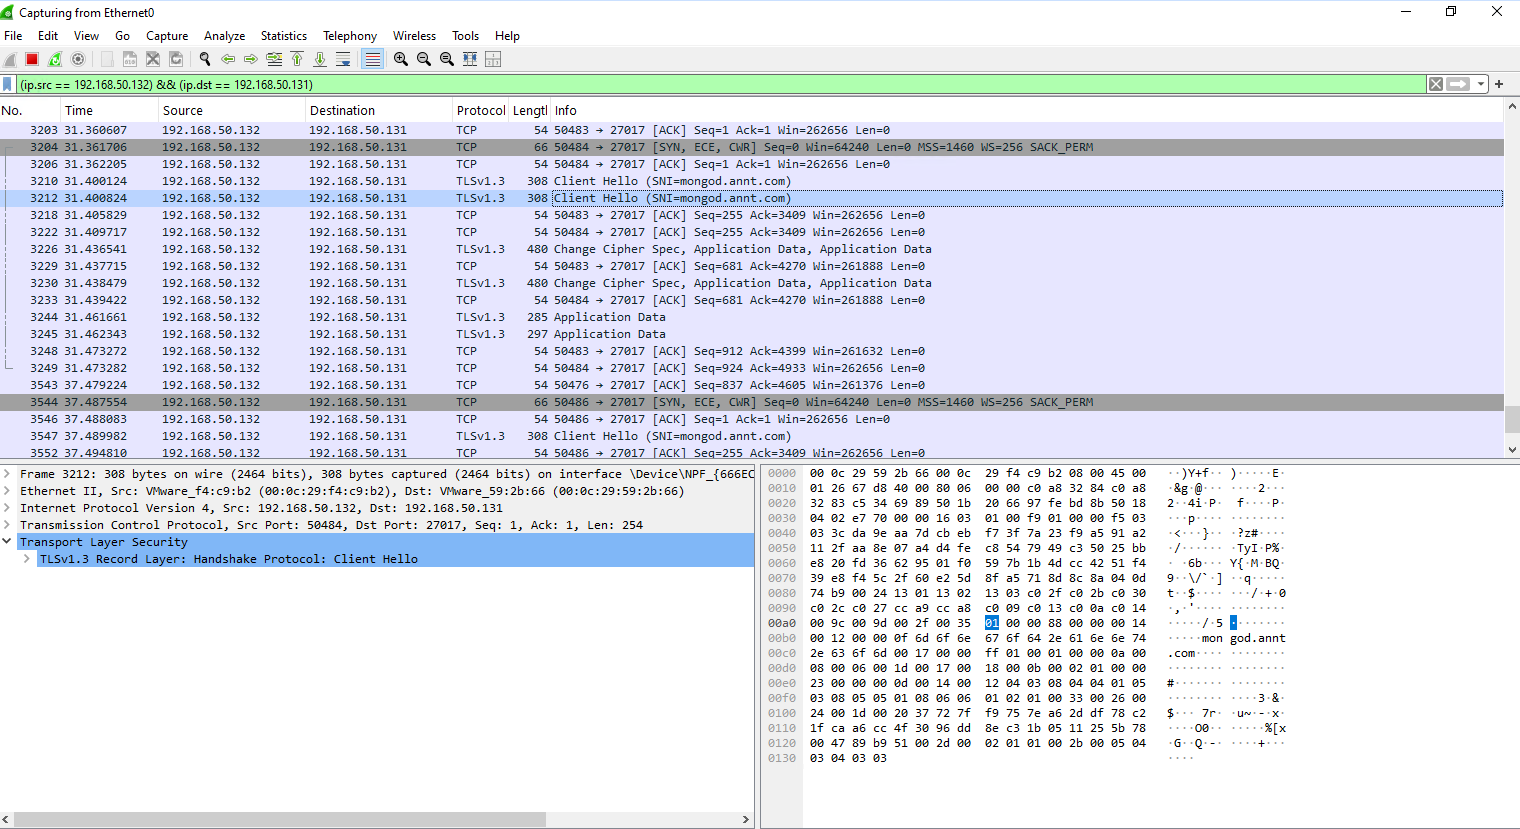 Capturing from Ethernet0
File Edit View Go Capture Analyze Statistics Telephony Wireless Tools Help
(ip.src == 192.168.50.132) && (ip.dst == 192.168.50.131)
No. Time Source Destination Protocol Lengtl Info
3203 31.360607 192.168.50.132 192.168.50.131 TCP 54 50483 → 27017 [ACK] Seq=1 Ack=1 Win=262656 Len=0
3204 31.361706 192.168.50.132 192.168.50.131 TCP 66 50484 → 27017 [SYN, ECE, CWR] Seq=0 Win=64240 Len=0 MSS=1460 WS=256 SACK_PERM
3206 31.362205 192.168.50.132 192.168.50.131 TCP 54 50484 → 27017 [ACK] Seq=1 Ack=1 Win=262656 Len=0
3210 31.400124 192.168.50.132 192.168.50.131 TLSv1.3 308 Client Hello (SNI=mongod.annt.com)
3212 31.400824 192.168.50.132 192.168.50.131 TLSv1.3 308 Client Hello (SNI=mongod.annt.com)
3218 31.405829 192.168.50.132 192.168.50.131 TCP 54 50483 → 27017 [ACK] Seq=255 Ack=3409 Win=262656 Len=0
3222 31.409717 192.168.50.132 192.168.50.131 TCP 54 50484 → 27017 [ACK] Seq=255 Ack=3409 Win=262656 Len=0
3226 31.436541 192.168.50.132 192.168.50.131 TLSv1.3 480 Change Cipher Spec, Application Data, Application Data
3229 31.437715 192.168.50.132 192.168.50.131 TCP 54 50483 → 27017 [ACK] Seq=681 Ack=4270 Win=261888 Len=0
3230 31.438479 192.168.50.132 192.168.50.131 TLSv1.3 480 Change Cipher Spec, Application Data, Application Data
3233 31.439422 192.168.50.132 192.168.50.131 TCP 54 50484 → 27017 [ACK] Seq=681 Ack=4270 Win=261888 Len=0
3244 31.461661 192.168.50.132 192.168.50.131 TLSv1.3 285 Application Data
3245 31.462343 192.168.50.132 192.168.50.131 TLSv1.3 297 Application Data
3248 31.473272 192.168.50.132 192.168.50.131 TCP 54 50483 → 27017 [ACK] Seq=912 Ack=4399 Win=261632 Len=0
3249 31.473282 192.168.50.132 192.168.50.131 TCP 54 50484 → 27017 [ACK] Seq=924 Ack=4933 Win=262656 Len=0
3543 37.479224 192.168.50.132 192.168.50.131 TCP 54 50476 → 27017 [ACK] Seq=837 Ack=4605 Win=261376 Len=0
3544 37.487554 192.168.50.132 192.168.50.131 TCP 66 50486 → 27017 [SYN, ECE, CWR] Seq=0 Win=64240 Len=0 MSS=1460 WS=256 SACK_PERM
3546 37.488083 192.168.50.132 192.168.50.131 TCP 54 50486 → 27017 [ACK] Seq=1 Ack=1 Win=262656 Len=0
3547 37.489982 192.168.50.132 192.168.50.131 TLSv1.3 308 Client Hello (SNI=mongod.annt.com)
3552 37.494810 192.168.50.132 192.168.50.131 TCP 54 50486 → 27017 [ACK] Seq=255 Ack=3409 Win=262656 Len=0
Frame 3212: 308 bytes on wire (2464 bits), 308 bytes captured (2464 bits) on interface \Device\NPF_{666EC
Ethernet II, Src: VMware_f4:c9:b2 (00:0c:29:f4:c9:b2), Dst: VMware_59:2b:66 (00:0c:29:59:2b:66)
Internet Protocol Version 4, Src: 192.168.50.132, Dst: 192.168.50.131
Transmission Control Protocol, Src Port: 50484, Dst Port: 27017, Seq: 1, Ack: 1, Len: 254
Transport Layer Security
TLSv1.3 Record Layer: Handshake Protocol: Client Hello
0000 00 0c 29 59 2b 66 00 0c 29 f4 c9 b2 08 00 45 00 ··)Y+f·· )·····E·
0010 01 26 67 d8 40 00 80 06 00 00 c0 a8 32 84 c0 a8 ·&g·@··· ····2···
0020 32 83 c5 34 69 89 50 1b 20 66 97 fe bd 8b 50 18 2··4i·P· f····P·
0030 04 02 e7 70 00 00 16 03 01 00 f9 01 00 00 f5 03 ···p···· ········
0040 03 3c da 9e aa 7d cb eb f7 3f 7a 23 f9 a5 91 a2 ·<···}·· ·?z#····
0050 11 2f aa 8e 07 a4 d4 fe c8 54 79 49 c3 50 25 bb ·/······ ·TyI·P%·
0060 e8 20 fd 36 62 95 01 f0 59 7b 1b 4d cc 42 51 f4 · ·6b··· Y{·M·BQ·
0070 39 e8 f4 5c 2f 60 e2 5d 8f a5 71 8d 8c 8a 04 0d 9··\/`·] ··q·····
0080 74 b9 00 24 13 01 13 02 13 03 c0 2f c0 2b c0 30 t··$···· ···/·+·0
0090 c0 2c c0 27 cc a9 cc a8 c0 09 c0 13 c0 0a c0 14 ·,·'···· ········
00a0 00 9c 00 9d 00 2f 00 35 01 00 00 88 00 00 00 14 ·····/·5 ········
00b0 00 12 00 00 0f 6d 6f 6e 67 6f 64 2e 61 6e 6e 74 ·····mon god.annt
00c0 2e 63 6f 6d 00 17 00 00 ff 01 00 01 00 00 0a 00 .com···· ········
00d0 08 00 06 00 1d 00 17 00 18 00 0b 00 02 01 00 00 ········ ········
00e0 23 00 00 00 0d 00 14 00 12 04 03 08 04 04 01 05 #······· ········
00f0 03 08 05 05 01 08 06 06 01 02 01 00 33 00 26 00 ········ ····3·&·
0100 24 00 1d 00 20 37 72 7f f9 75 7e a6 2d df 78 c2 $··· 7r· ·u~·-·x·
0110 1f ca a6 cc 4f 30 96 dd 8e c3 1b 05 11 25 5b 78 ····O0·· ·····%[x
0120 00 47 89 b9 51 00 2d 00 02 01 01 00 2b 00 05 04 ·G··Q·-· ····+···
0130 03 04 03 03 ····